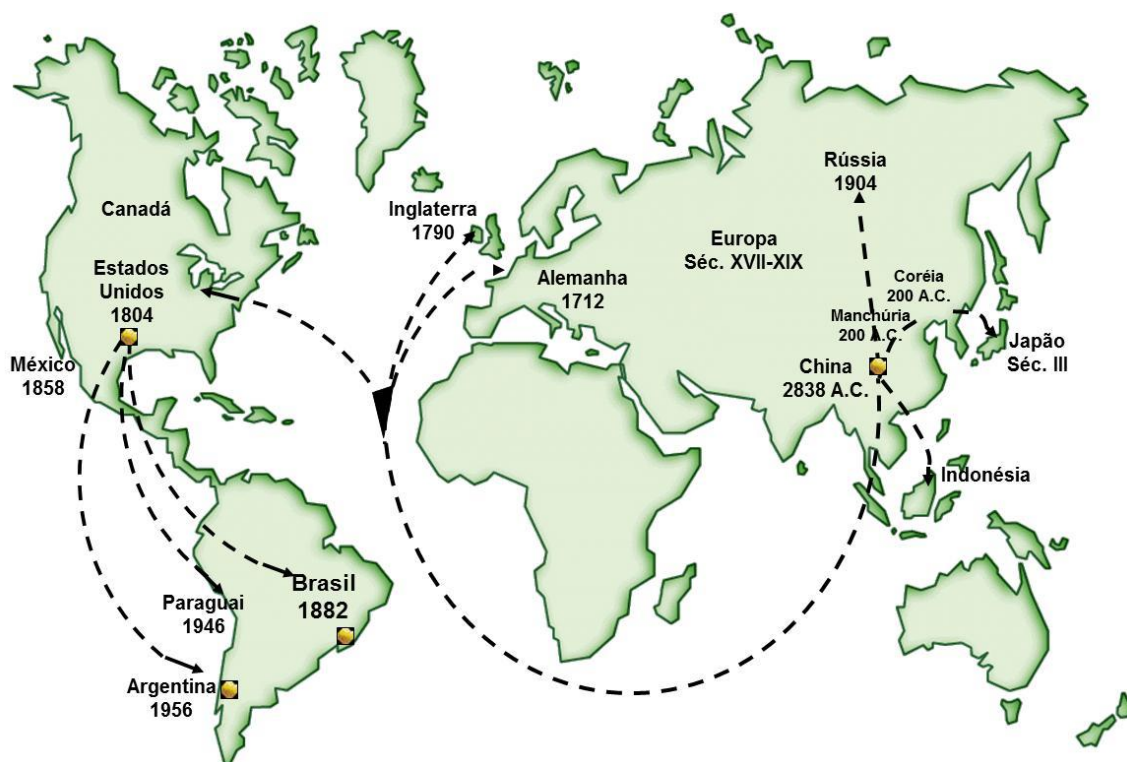 Canadá
Estados
Unidos
1804
México
1858
Inglaterra
1790
Alemanha
1712
Europa
Séc. XVII-XIX
Rússia
1904
Coréia
200 A.C.
Manchúria
200 A.C.
China
2838 A.C.
Japão
Séc. III
Indonésia
Brasil
1882
Paraguai
1946
Argentina
1956